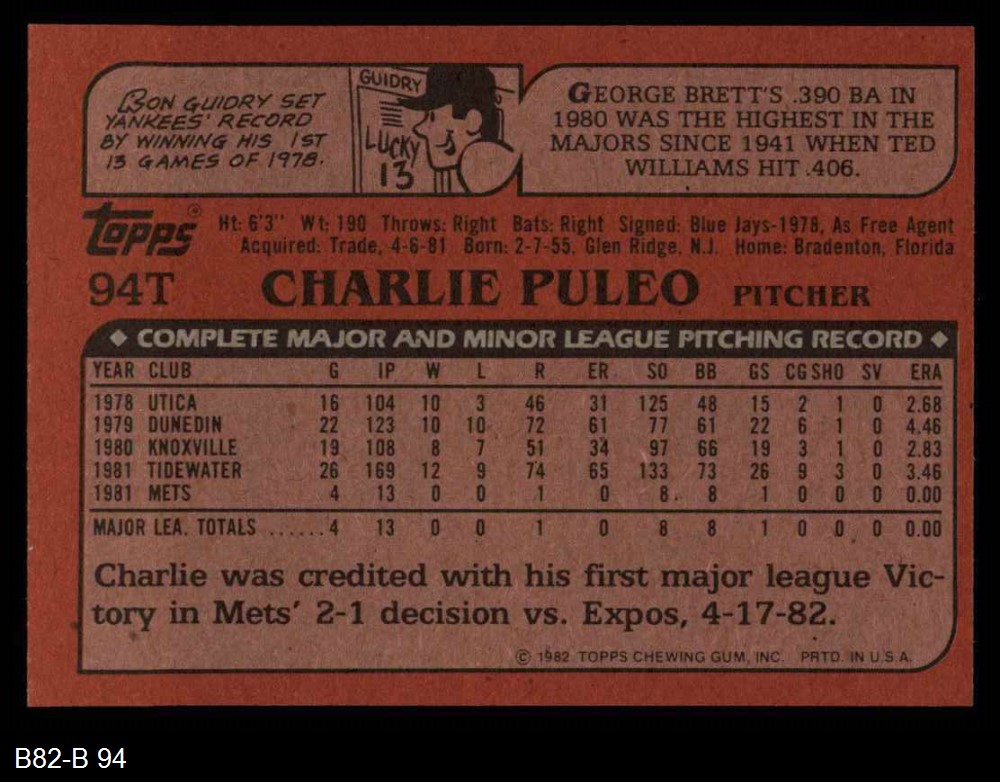 RON GUIDRY SET
YANKEES' RECORD
BY WINNING HIS 1ST
13 GAMES OF 1978.
GUIDRY
LUCKY
13
GEORGE BRETT'S .390 BA IN
1980 WAS THE HIGHEST IN THE
MAJORS SINCE 1941 WHEN TED
WILLIAMS HIT .406.
TOPPS®
Ht: 6'3" Wt: 190 Throws: Right Bats: Right Signed: Blue Jays-1978, As Free Agent
Acquired: Trade, 4-6-81 Born: 2-7-55, Glen Ridge, N.J. Home: Bradenton, Florida
94T CHARLIE PULEO PITCHER
◆ COMPLETE MAJOR AND MINOR LEAGUE PITCHING RECORD ◆
YEAR CLUB G IP W L R ER SO BB GS CG SHO SV ERA
1978 UTICA 16 104 10 3 46 31 125 48 15 2 1 0 2.68
1979 DUNEDIN 22 123 10 10 72 61 77 61 22 6 1 0 4.46
1980 KNOXVILLE 19 108 8 7 51 34 97 66 19 3 1 0 2.83
1981 TIDEWATER 26 169 12 9 74 65 133 73 26 9 3 0 3.46
1981 METS 4 13 0 0 1 0 8 8 1 0 0 0 0.00
MAJOR LEA. TOTALS ......4 13 0 0 1 0 8 8 1 0 0 0 0.00
Charlie was credited with his first major league Vic-
tory in Mets' 2-1 decision vs. Expos, 4-17-82.
© 1982 TOPPS CHEWING GUM, INC. PRTD. IN U.S.A.
B82-B 94